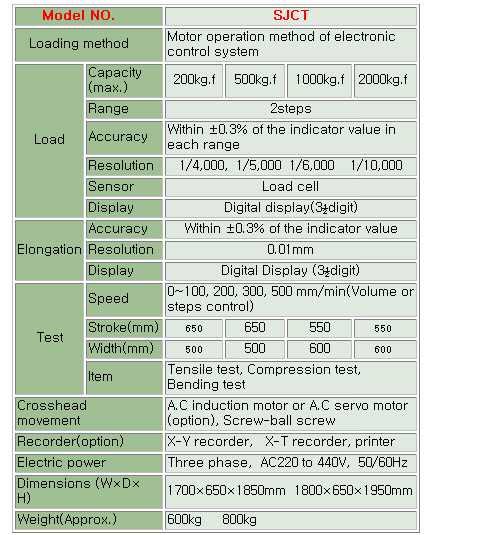 Model NO. SJCT
Loading method Motor operation method of electronic
control system
Load Capacity (max.) 200kg.f 500kg.f 1000kg.f 2000kg.f
Range 2steps
Accuracy Within ±0.3% of the indicator value in
each range
Resolution 1/4,000, 1/5,000 1/6,000 1/10,000
Sensor Load cell
Display Digital display(3½digit)
Elongation Accuracy Within ±0.3% of the indicator value
Resolution 0.01mm
Display Digital Display (3½digit)
Test Speed 0~100, 200, 300, 500 mm/min(Volume or
steps control)
Stroke(mm) 650 650 550 550
Width(mm) 500 500 600 600
Item Tensile test, Compression test,
Bending test
Crosshead
movement
A.C induction motor or A.C servo motor
(option), Screw-ball screw
Recorder(option) X-Y recorder, X-T recorder, printer
Electric power Three phase, AC220 to 440V, 50/60Hz
Dimensions (W×D×
H)
1700×650×1850mm 1800×650×1950mm
Weight(Approx.) 600kg 800kg